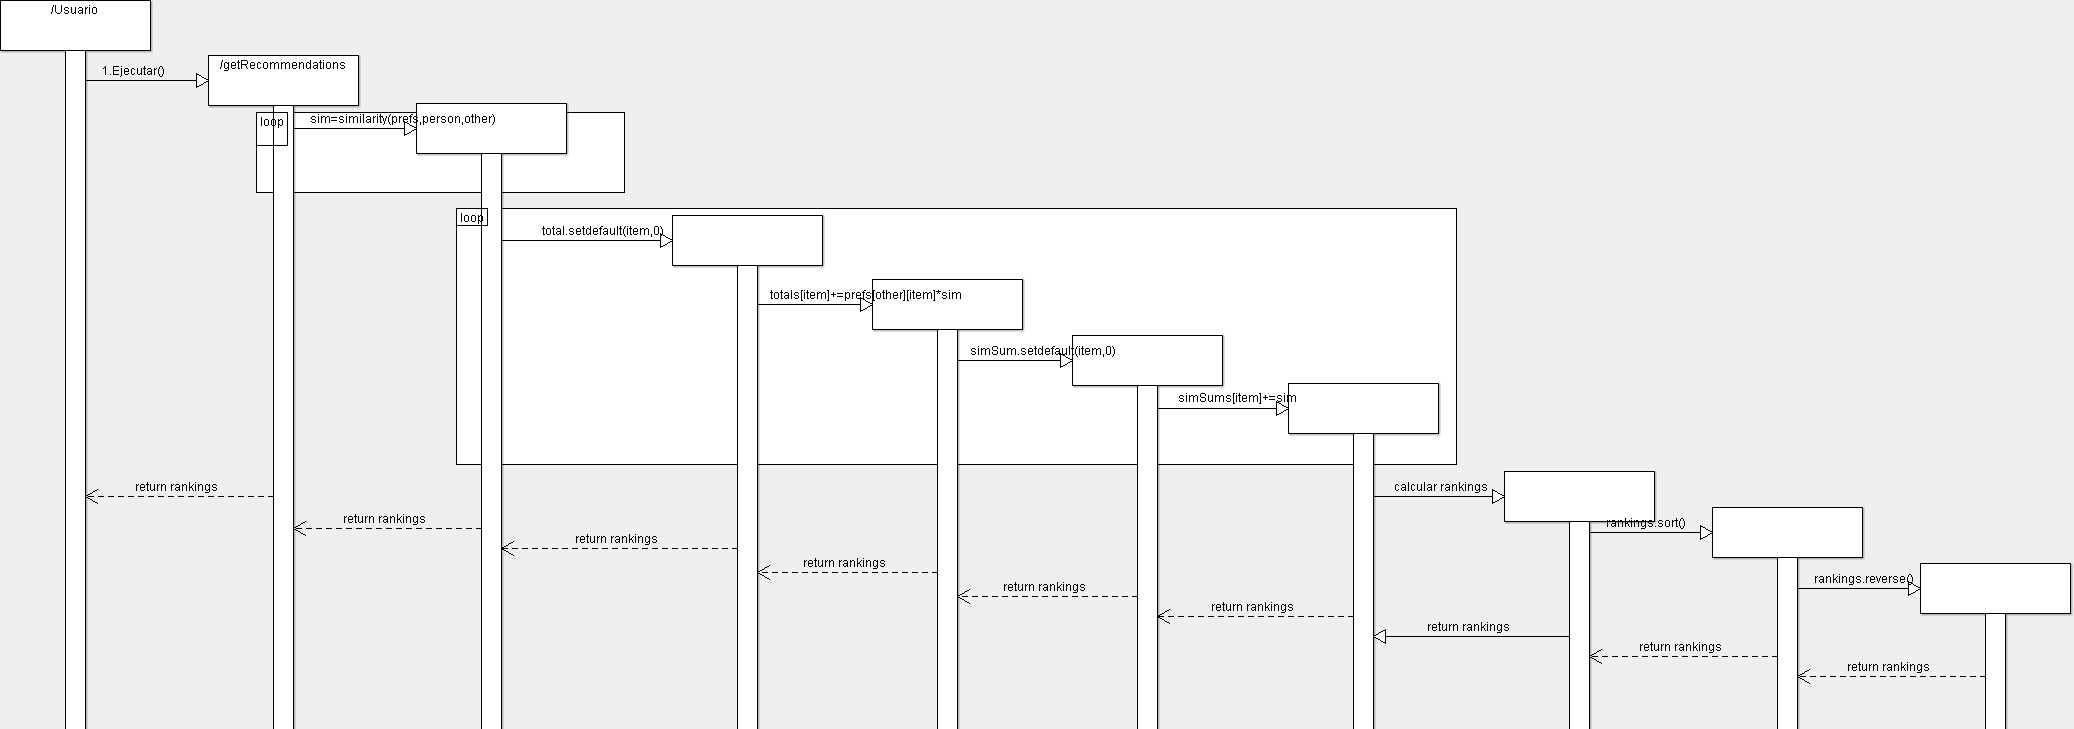 /Usuario
/getRecommendations
1.Ejecutar()
loop
sim=similarity(prefs,person,other)
loop
total.setdefault(item,0)
totals[item]+=prefs[other][item]*sim
simSum.setdefault(item,0)
simSums[item]+=sim
return rankings
calcular rankings
return rankings
rankings.sort()
return rankings
return rankings
rankings.reverse()
return rankings
return rankings
return rankings
return rankings
return rankings